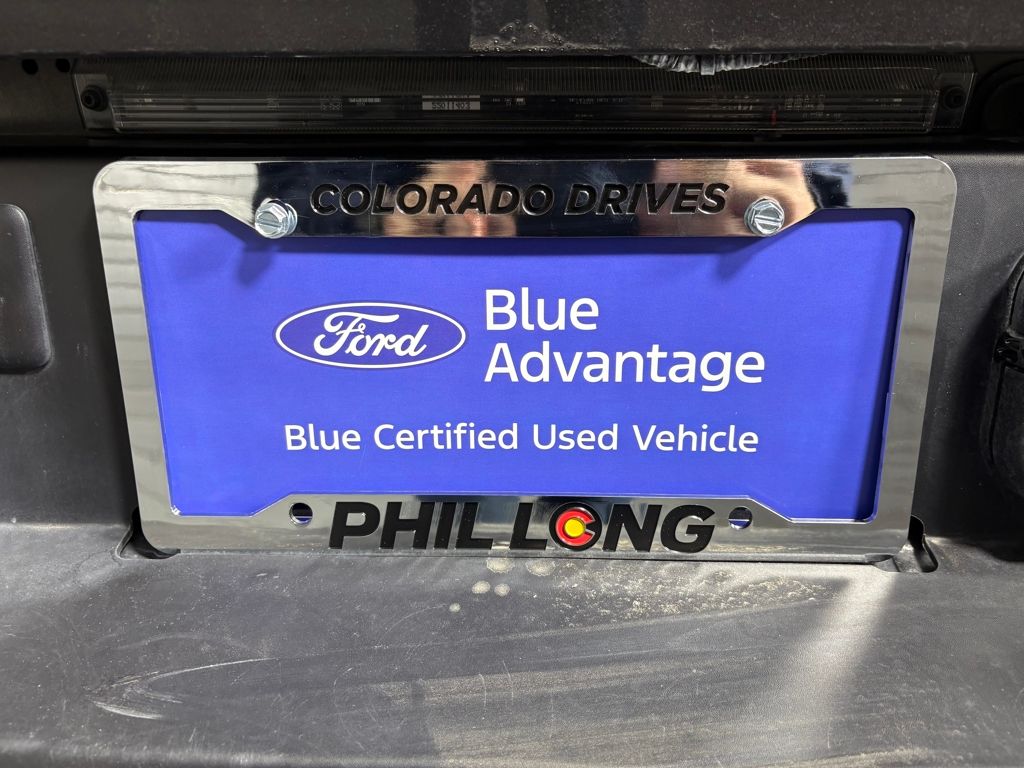 COLORADO DRIVES
Ford
Blue
Advantage
Blue Certified Used Vehicle
PHIL LONG